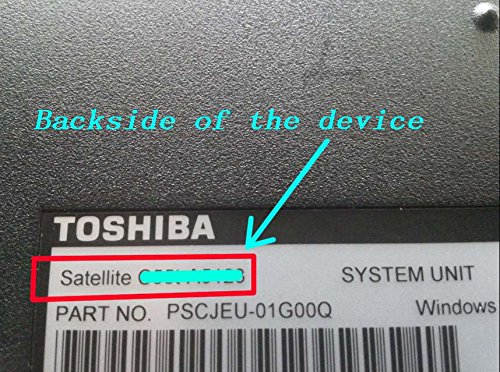 Backside of the device
TOSHIBA
Satellite
SYSTEM UNIT
PART NO. PSCJEU-01G00Q
Windows